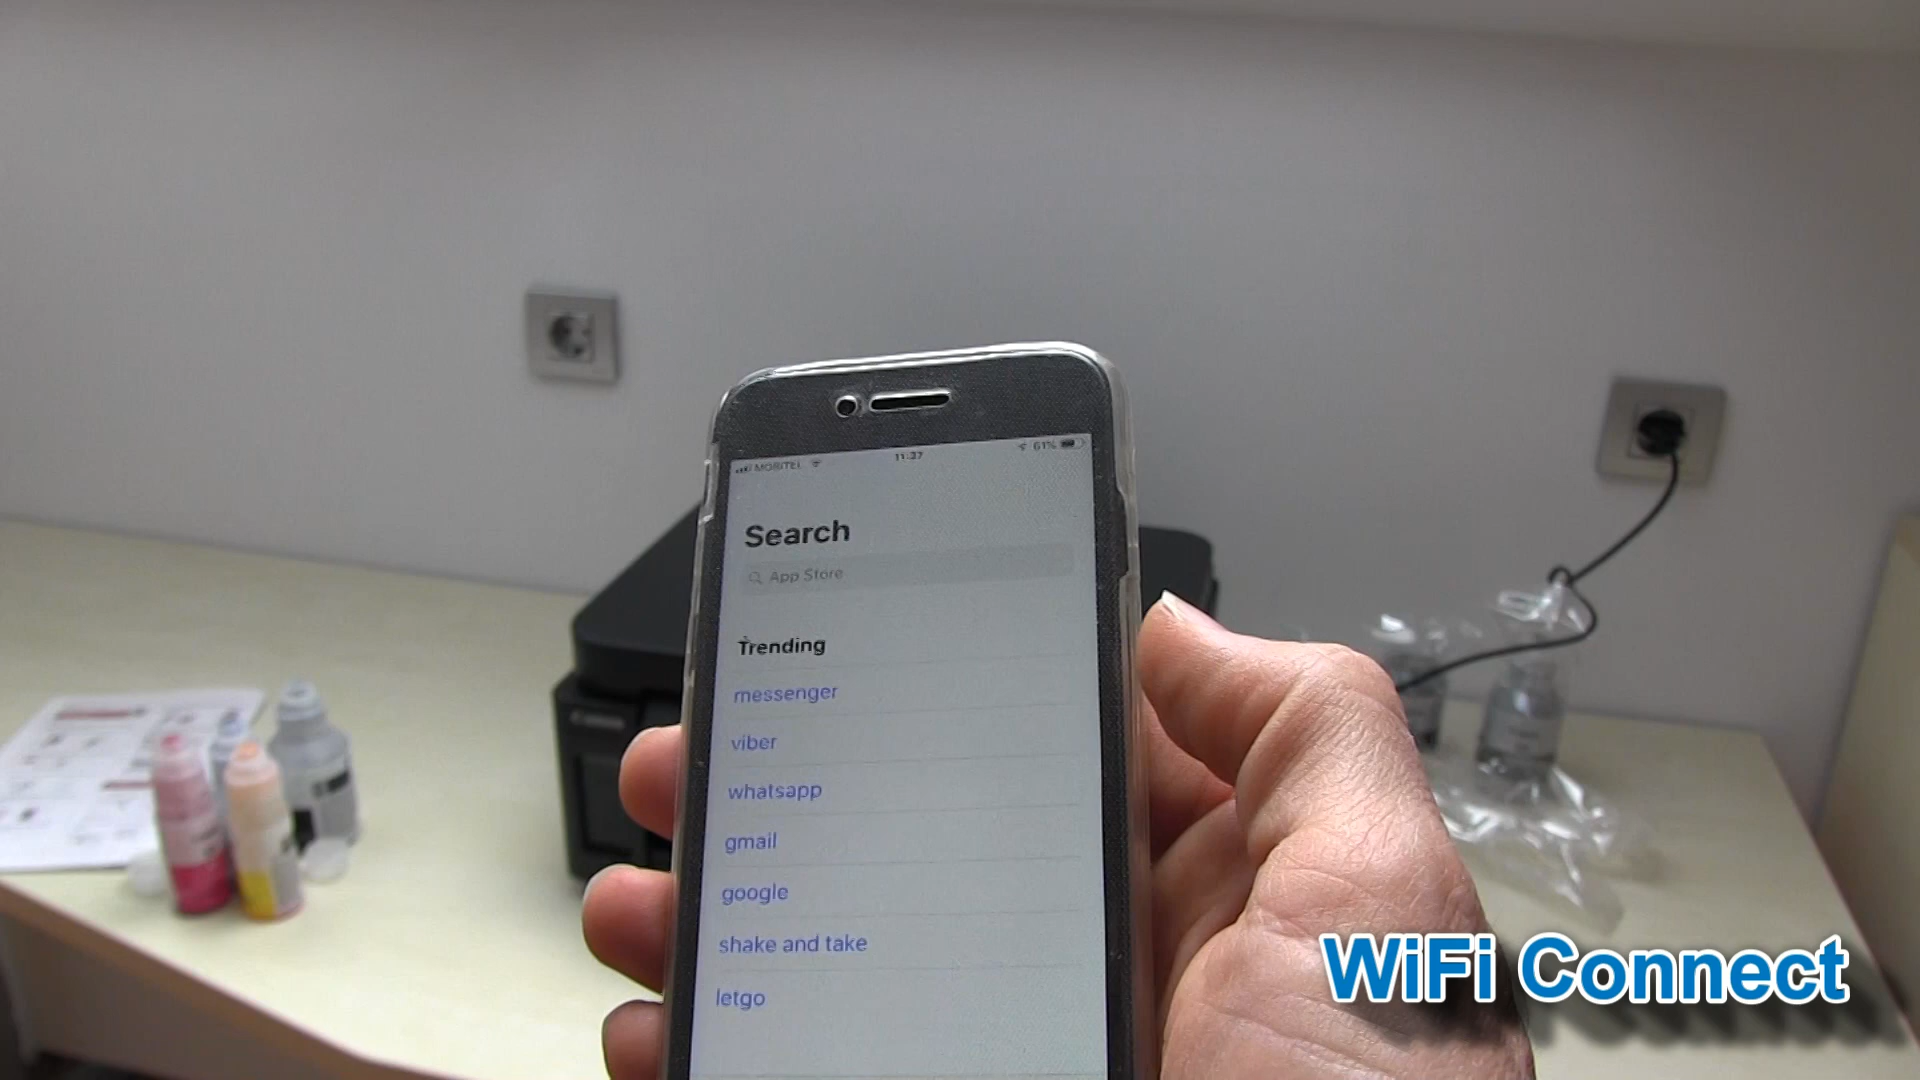 MOBITEL
11.37
61%
Search
App Store
Trending
messenger
viber
whatsapp
gmail
google
shake and take
letgo
Canon
WiFi Connect